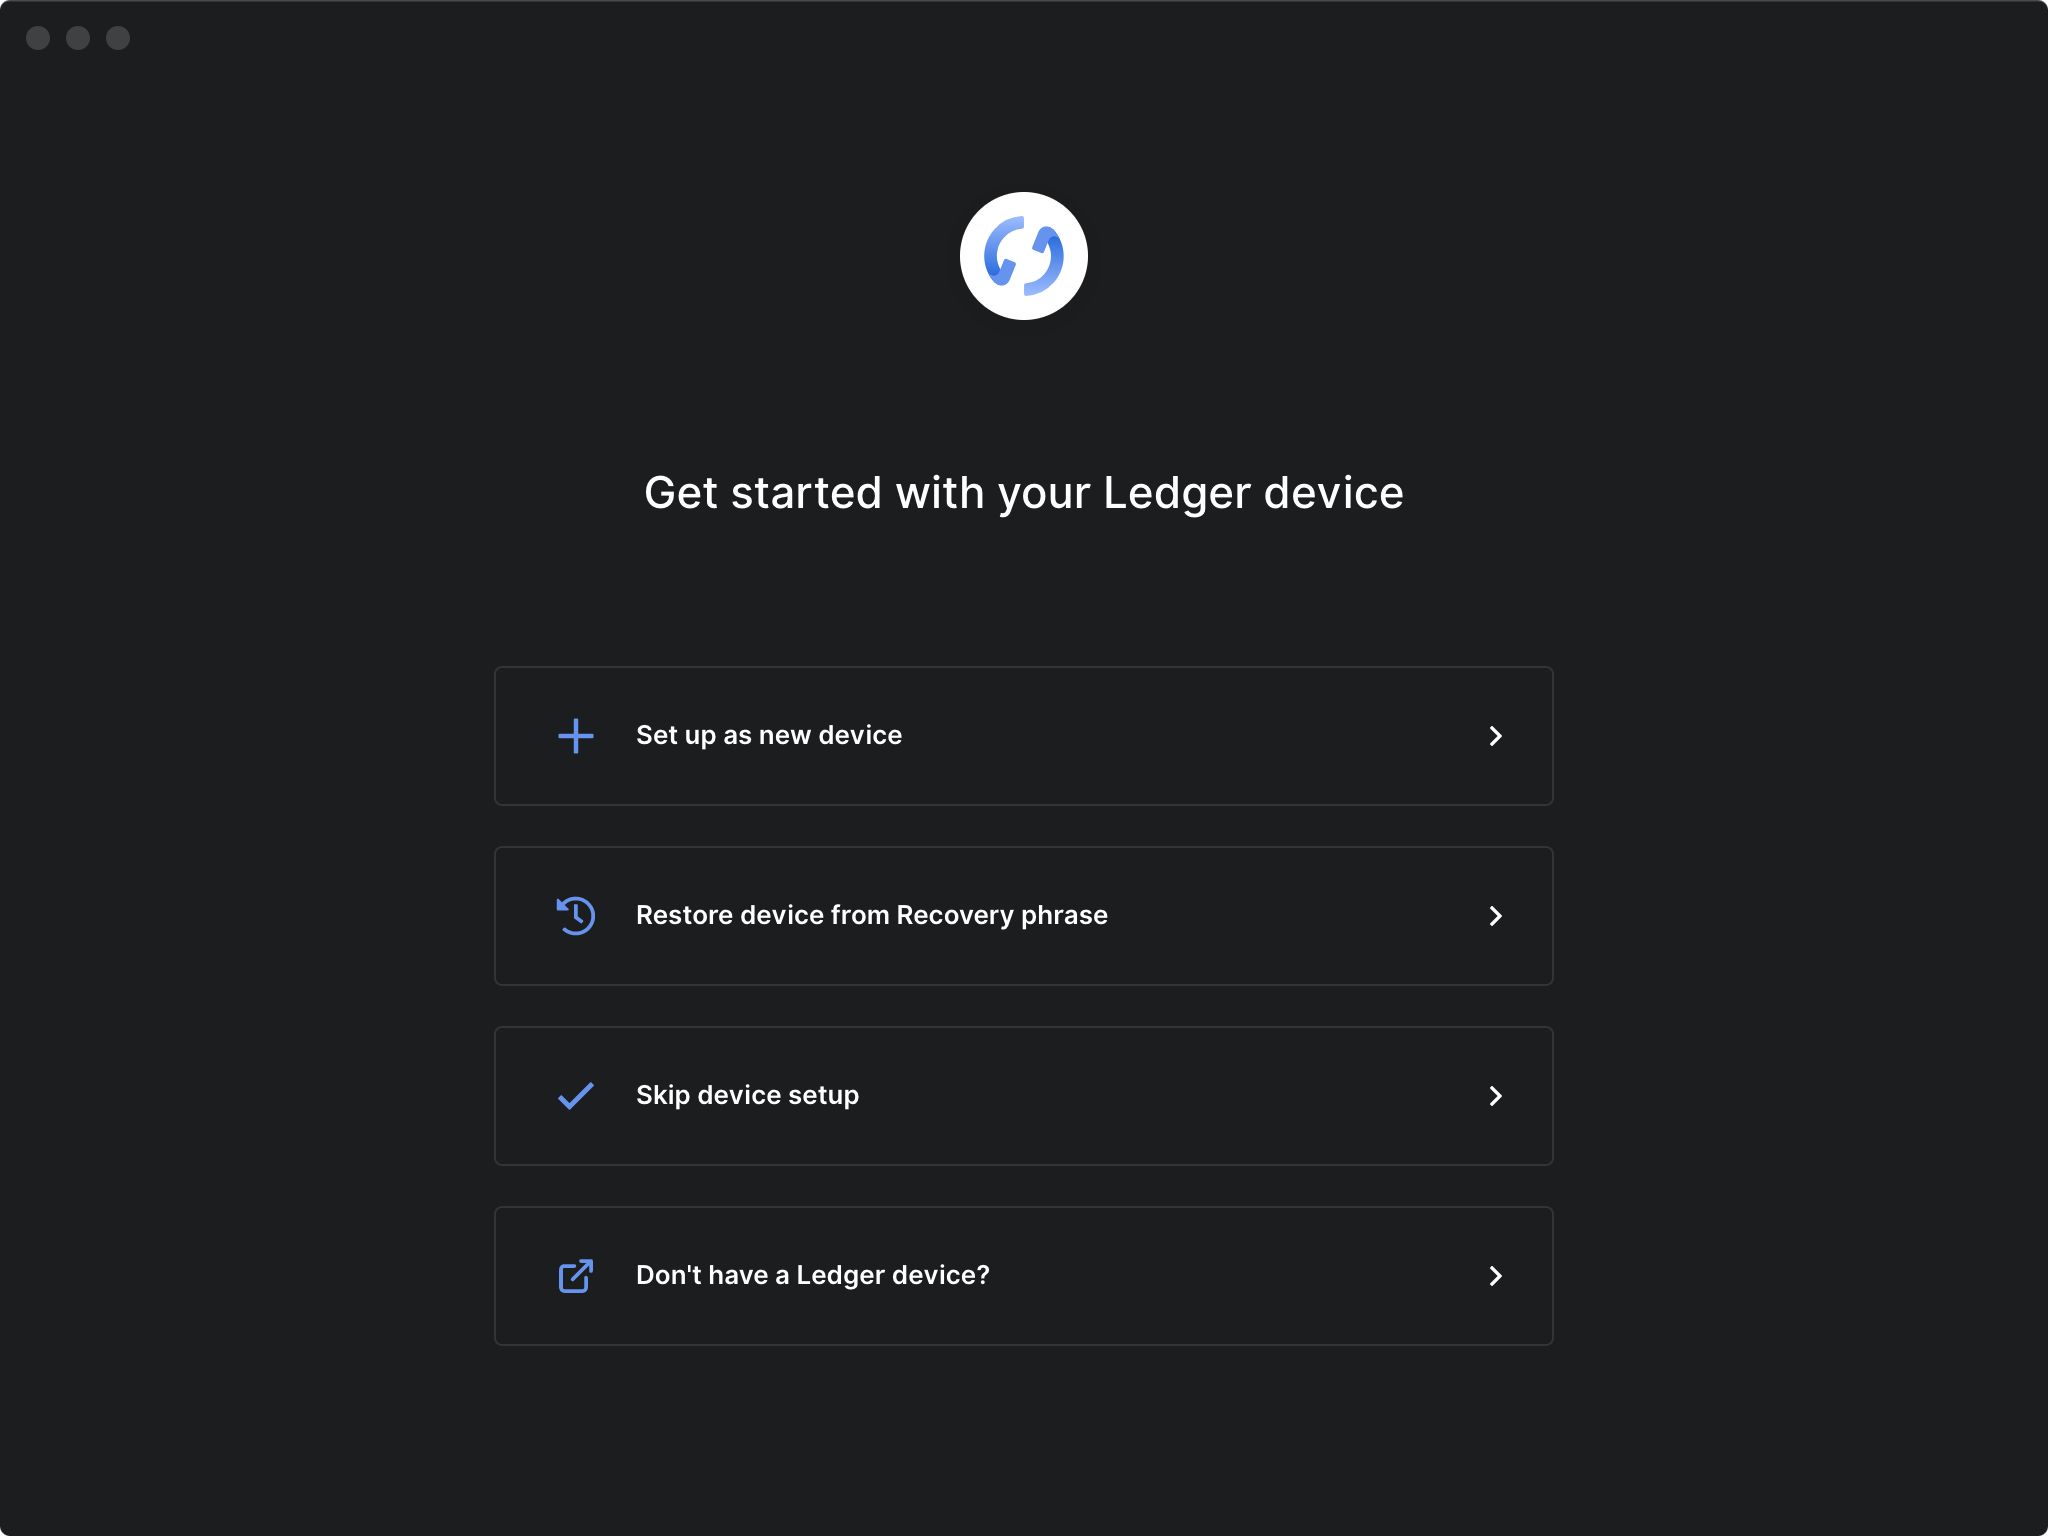 Get started with your Ledger device
Set up as new device
Restore device from Recovery phrase
Skip device setup
Don't have a Ledger device?